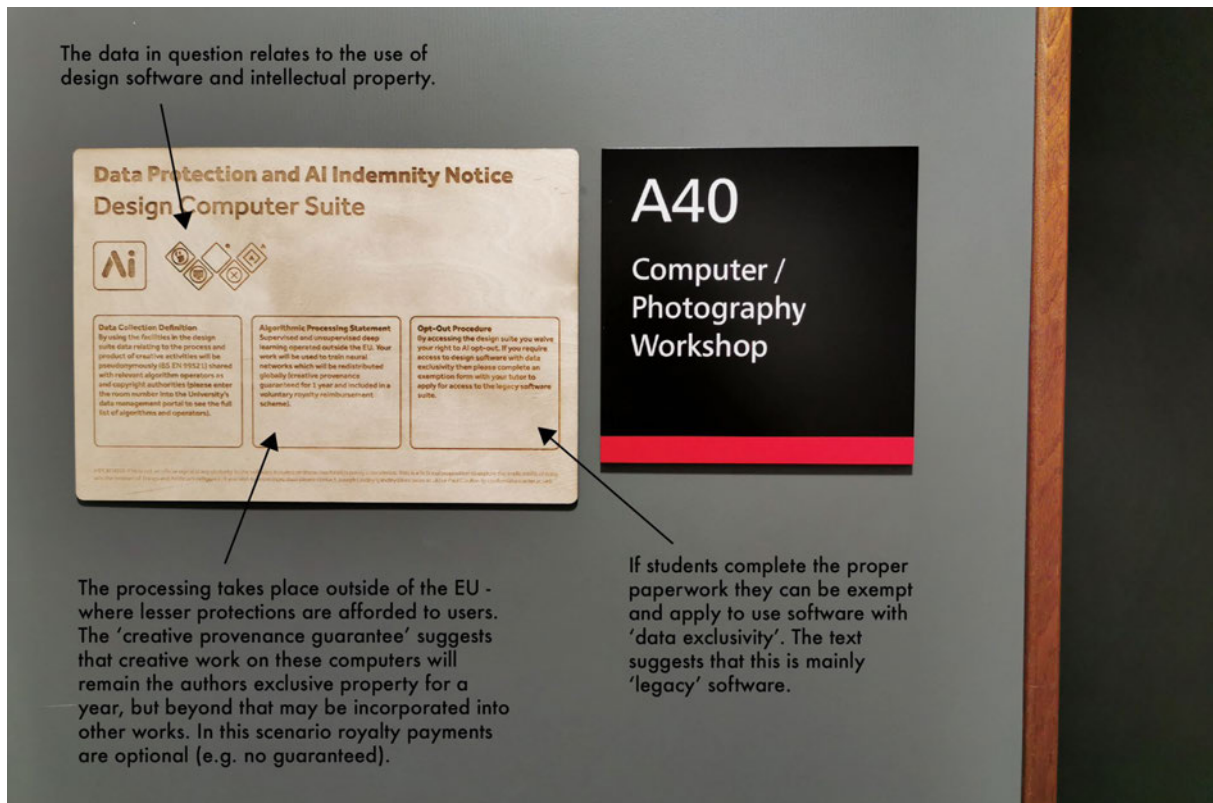 The data in question relates to the use of
design software and intellectual property.
Data Protection and AI Indemnity Notice
Design Computer Suite
Ai
Data Collection Definition
By using the facilities in the design
suite data relating to the process and
product of creative activities will be
pseudonymously (BS EN 99521) shared
with relevant algorithm operators as
and copyright authorities (please enter
the room number into the University's
data management portal to see the full
list of algorithms and operators).
Algorithmic Processing Statement
Supervised and unsupervised deep
learning operated outside the EU. Your
work will be used to train neural
networks which will be redistributed
globally (creative provenance
guaranteed for 1 year and included in a
voluntary royalty reimbursement
scheme).
Opt-Out Procedure
By accessing the design suite you waive
your right to AI opt-out. If you require
access to design software with data
exclusivity then please complete an
exemption form with your tutor to
apply for access to the legacy software
suite.
A40
Computer /
Photography
Workshop
The processing takes place outside of the EU -
where lesser protections are afforded to users.
The 'creative provenance guarantee' suggests
that creative work on these computers will
remain the authors exclusive property for a
year, but beyond that may be incorporated into
other works. In this scenario royalty payments
are optional (e.g. no guaranteed).
If students complete the proper
paperwork they can be exempt
and apply to use software with
'data exclusivity'. The text
suggests that this is mainly
'legacy' software.